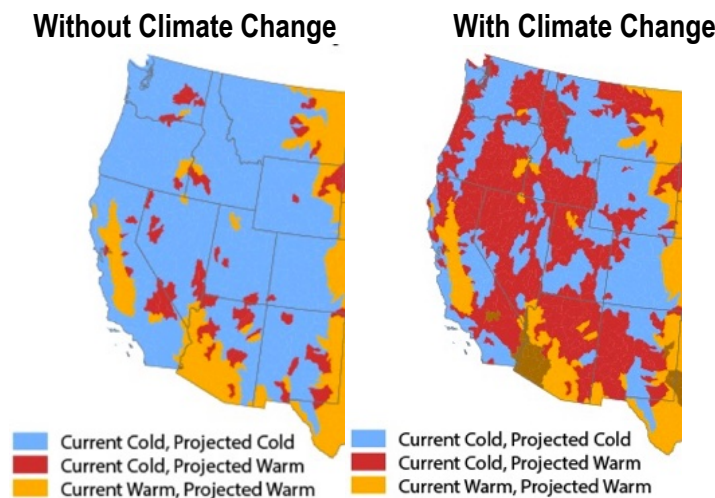 Without Climate Change
With Climate Change
Current Cold, Projected Cold
Current Cold, Projected Warm
Current Warm, Projected Warm
Current Cold, Projected Cold
Current Cold, Projected Warm
Current Warm, Projected Warm